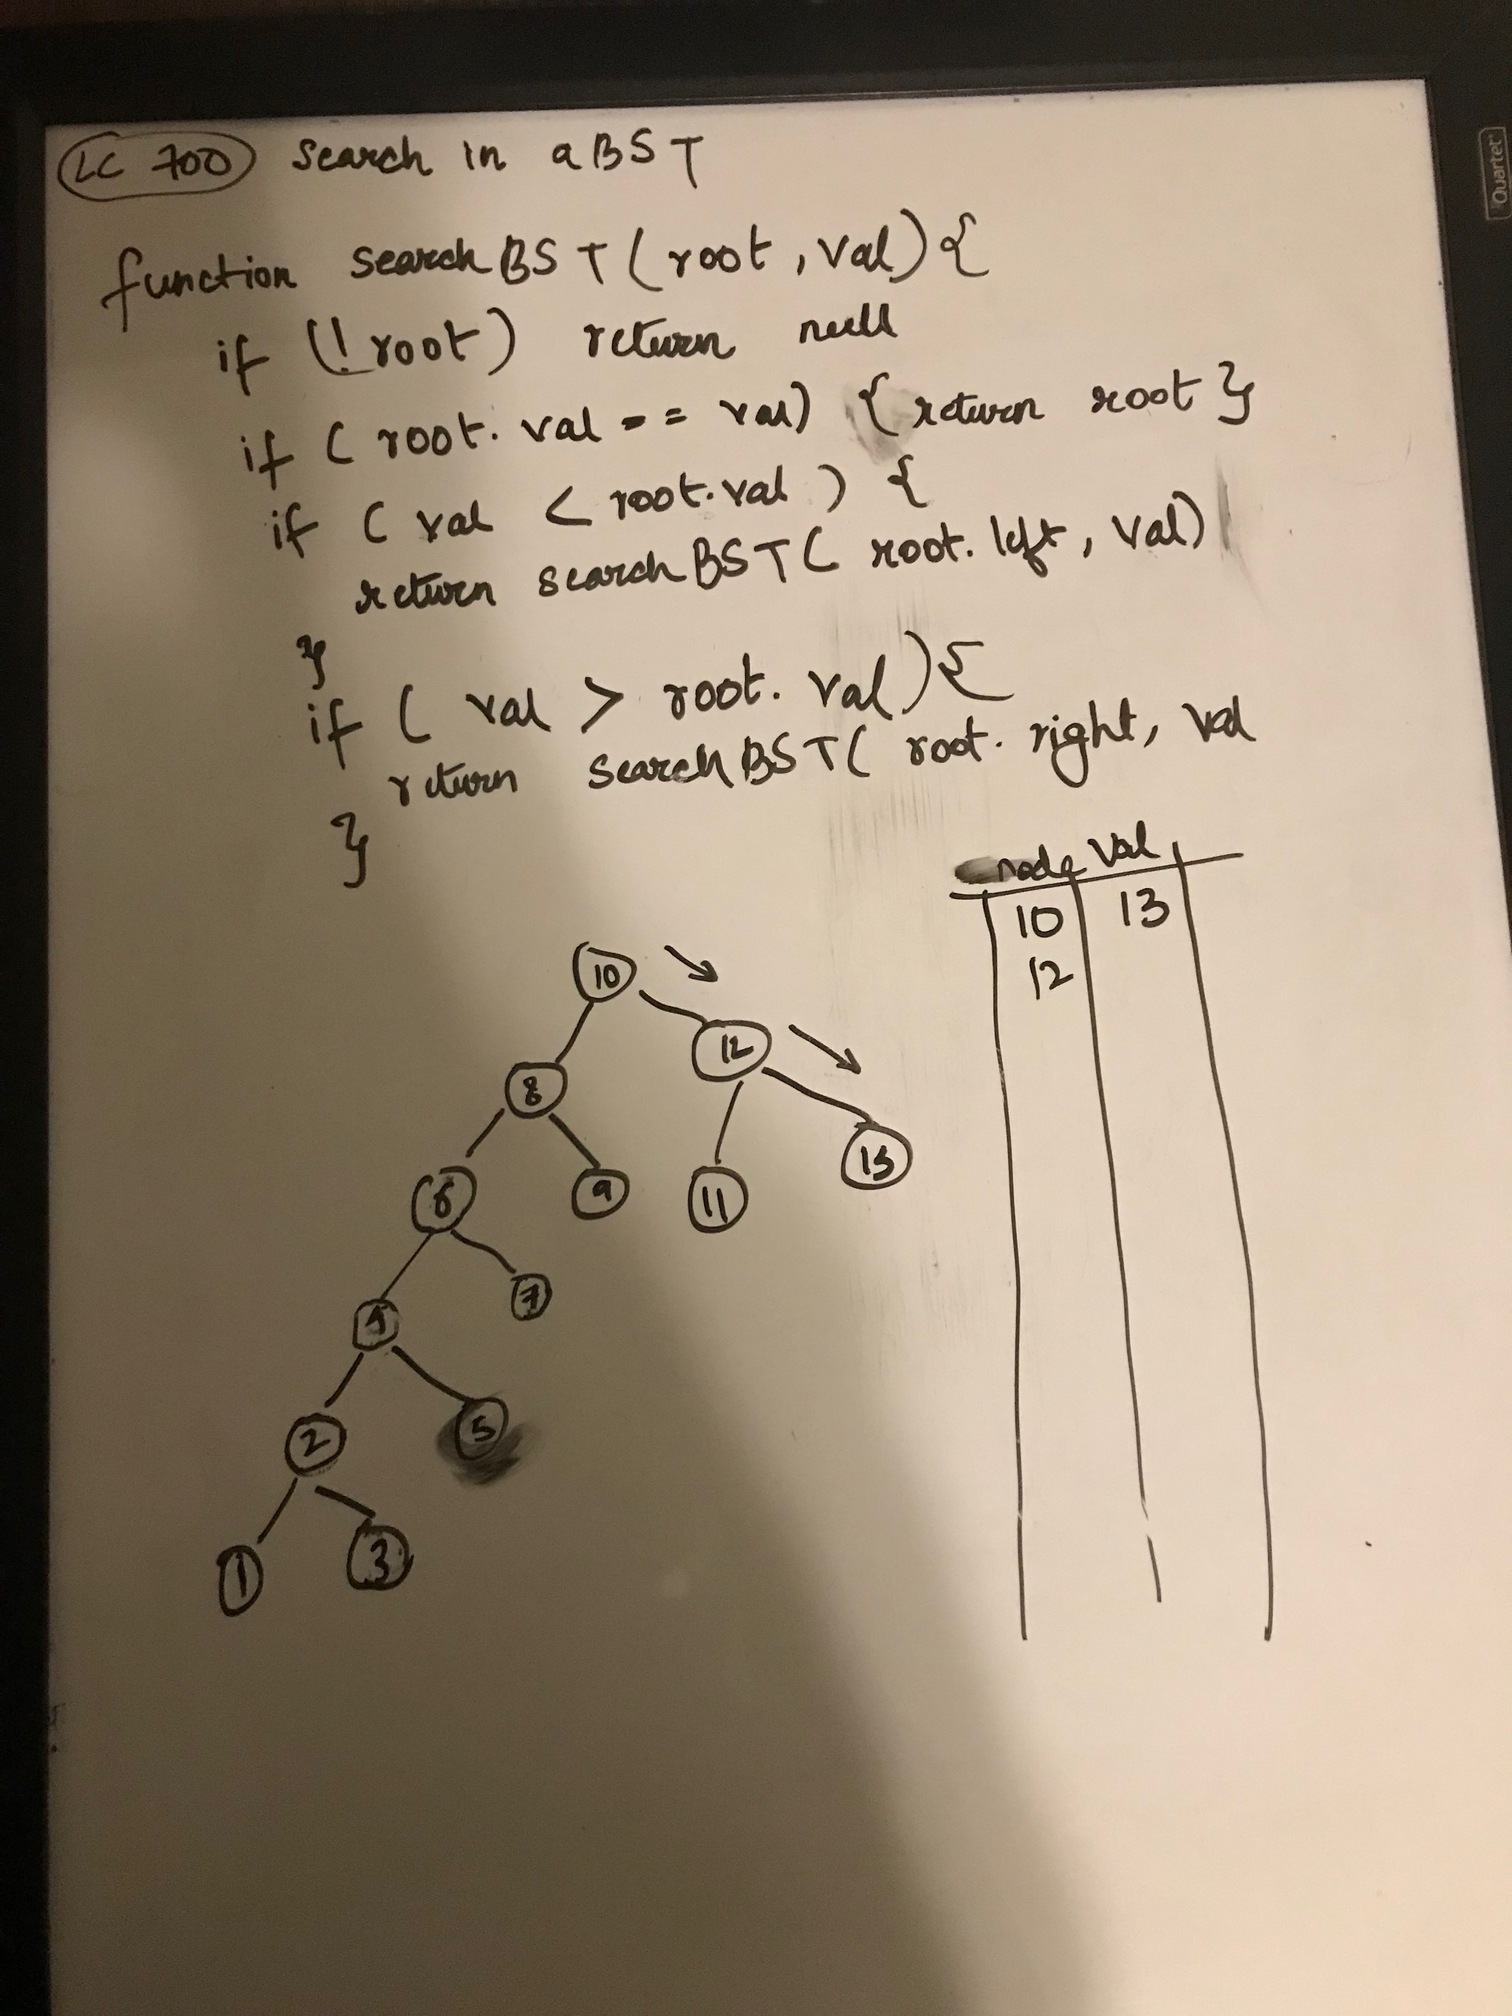 LC 700 Search in a BST
Quartet
function searchBST(root, val){
if (!root) return null
if (root.val == val) {return root}
if (val < root.val) {
return searchBST(root.left, val)
}
if (val > root.val){
return searchBST(root.right, val
}
node val
10 13
12
10
12
8
13
6
9
11
7
4
5
2
1
3